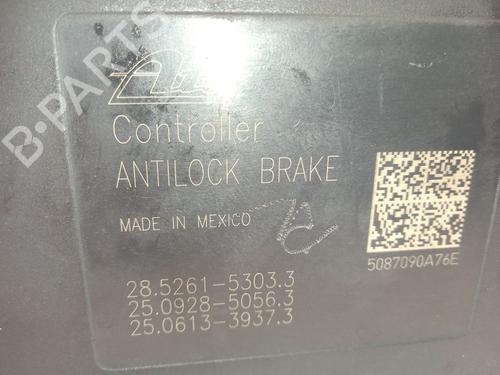 B-PARTS
Controller
ANTILOCK BRAKE
MADE IN MEXICO
5087090A76E
28.5261-5303.3
25.0928-5056.3
25.0613-3937.3